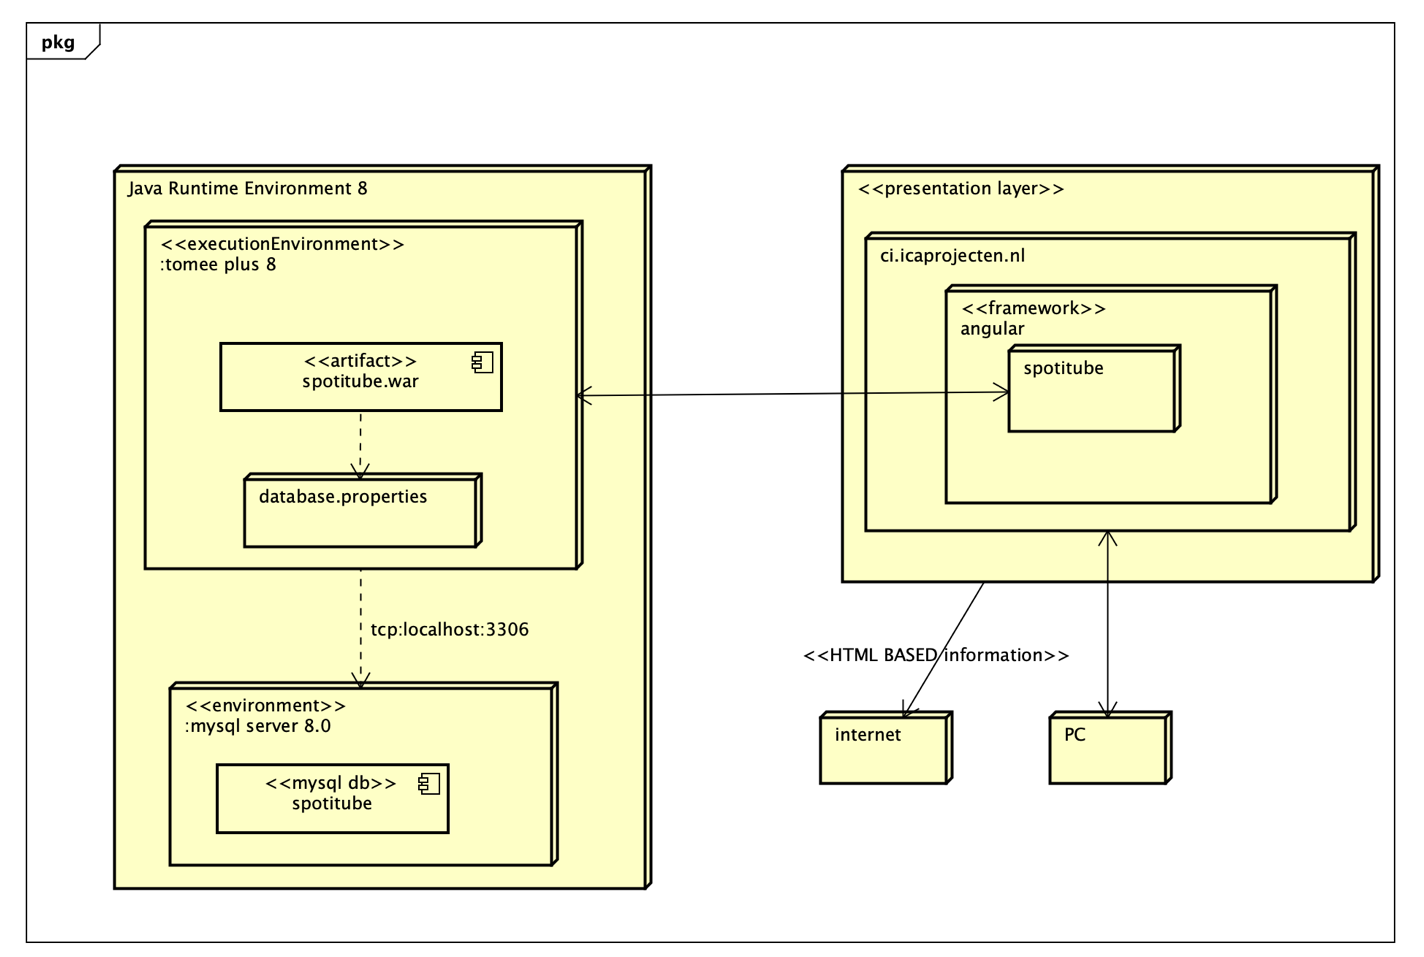 pkg
Java Runtime Environment 8
<<executionEnvironment>>
:tomee plus 8
<<artifact>>
spotitube.war
database.properties
tcp:localhost:3306
<<environment>>
:mysql server 8.0
<<mysql db>>
spotitube
<<presentation layer>>
ci.icaprojecten.nl
<<framework>>
angular
spotitube
<<HTML BASED information>>
internet
PC